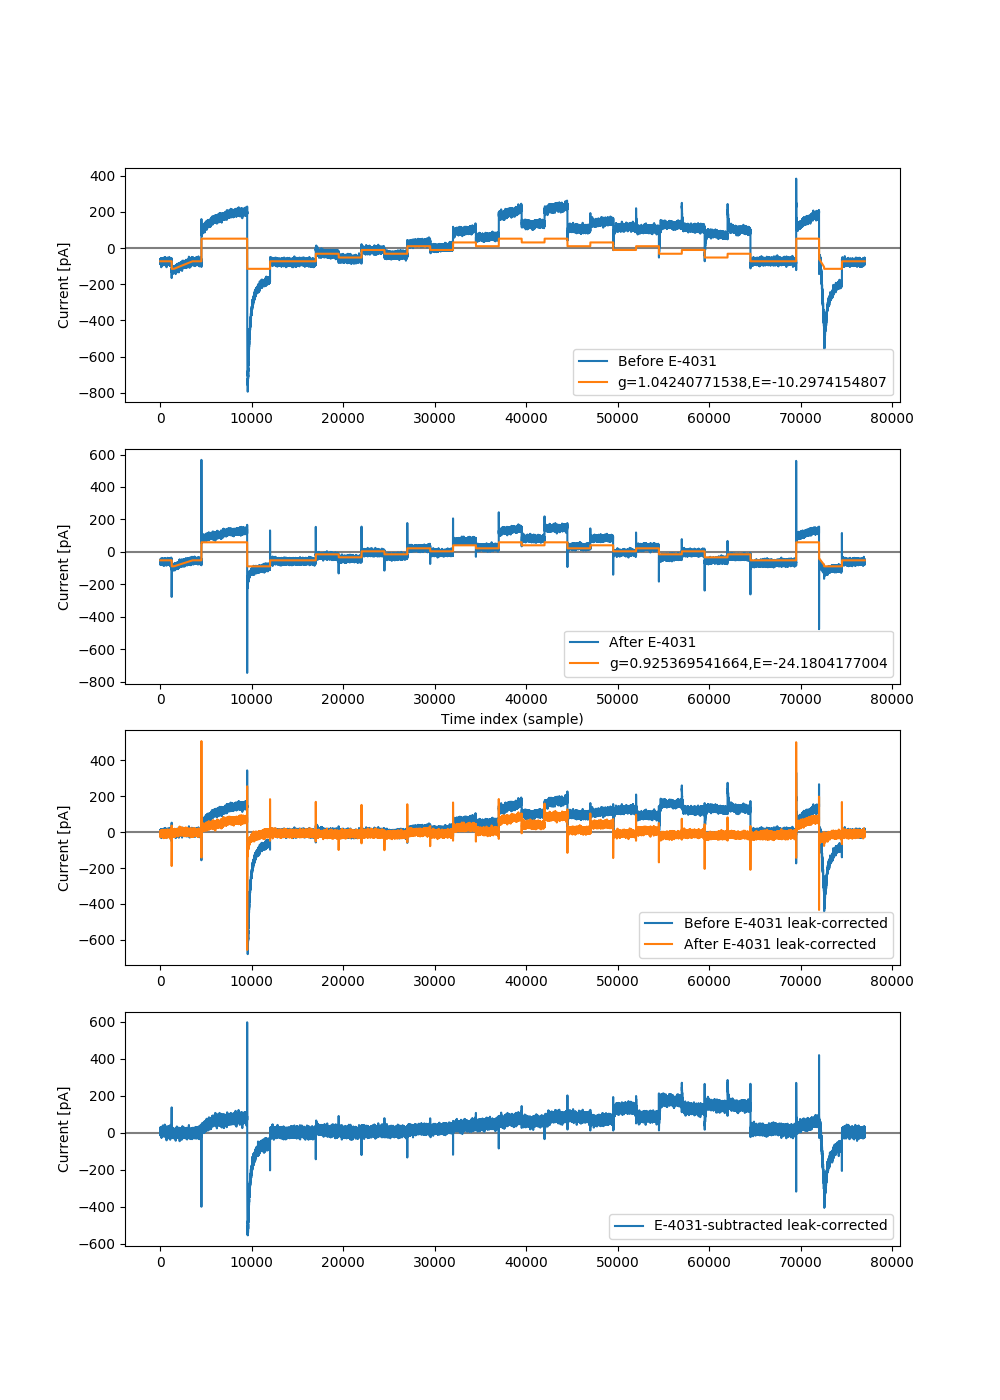 400
200
0
−200
−400
−600
−800
Current [pA]
Before E-4031
g=1.04240771538,E=-10.2974154807
0 10000 20000 30000 40000 50000 60000 70000 80000
600
400
200
0
−200
−400
−600
−800
Current [pA]
After E-4031
g=0.925369541664,E=-24.1804177004
0 10000 20000 30000 40000 50000 60000 70000 80000
Time index (sample)
400
200
0
−200
−400
−600
Current [pA]
Before E-4031 leak-corrected
After E-4031 leak-corrected
0 10000 20000 30000 40000 50000 60000 70000 80000
600
400
200
0
−200
−400
−600
Current [pA]
E-4031-subtracted leak-corrected
0 10000 20000 30000 40000 50000 60000 70000 80000